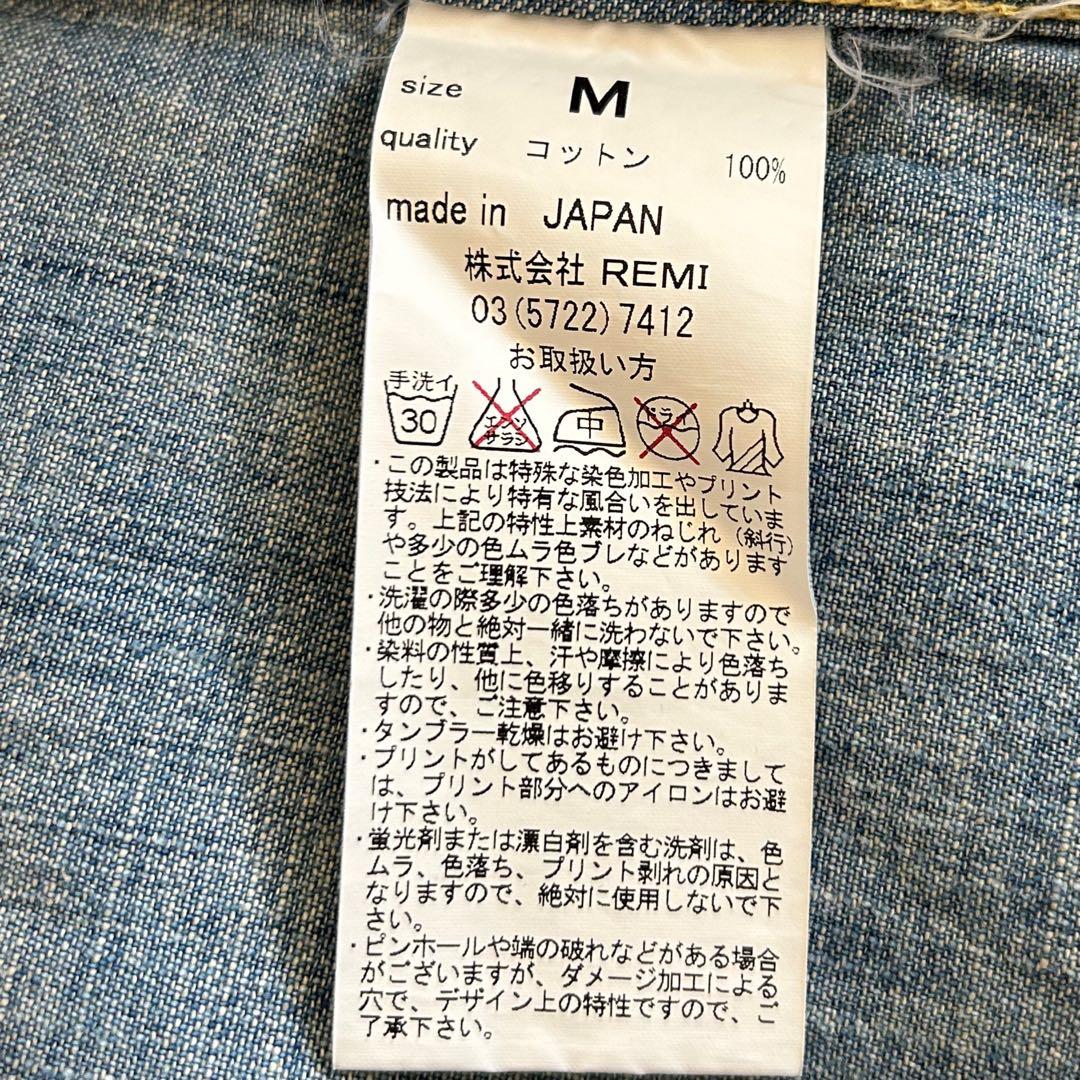 size M
quality コットン 100%
made in JAPAN
株式会社 REMI
03(5722)7412
お取扱い方
手洗イ 30 エンソサラシ 中 ドライ
・この製品は特殊な染色加工やプリント
技法により特有な風合いを出していま
す。上記の特性上素材のねじれ(斜行)
や多少の色ムラ色ブレなどがあります
ことをご理解下さい。
・洗濯の際多少の色落ちがありますので
他の物と絶対一緒に洗わないで下さい。
・染料の性質上、汗や摩擦により色落ち
したり、他に色移りすることがありま
すので、ご注意下さい。
・タンブラー乾燥はお避け下さい。
・プリントがしてあるものにつきまして
は、プリント部分へのアイロンはお避
け下さい。
・蛍光剤または漂白剤を含む洗剤は、色
ムラ、色落ち、プリント剥れの原因と
なりますので、絶対に使用しないで下
さい。
・ピンホールや端の破れなどがある場合
がございますが、ダメージ加工による
穴で、デザイン上の特性ですので、ご
了承下さい。